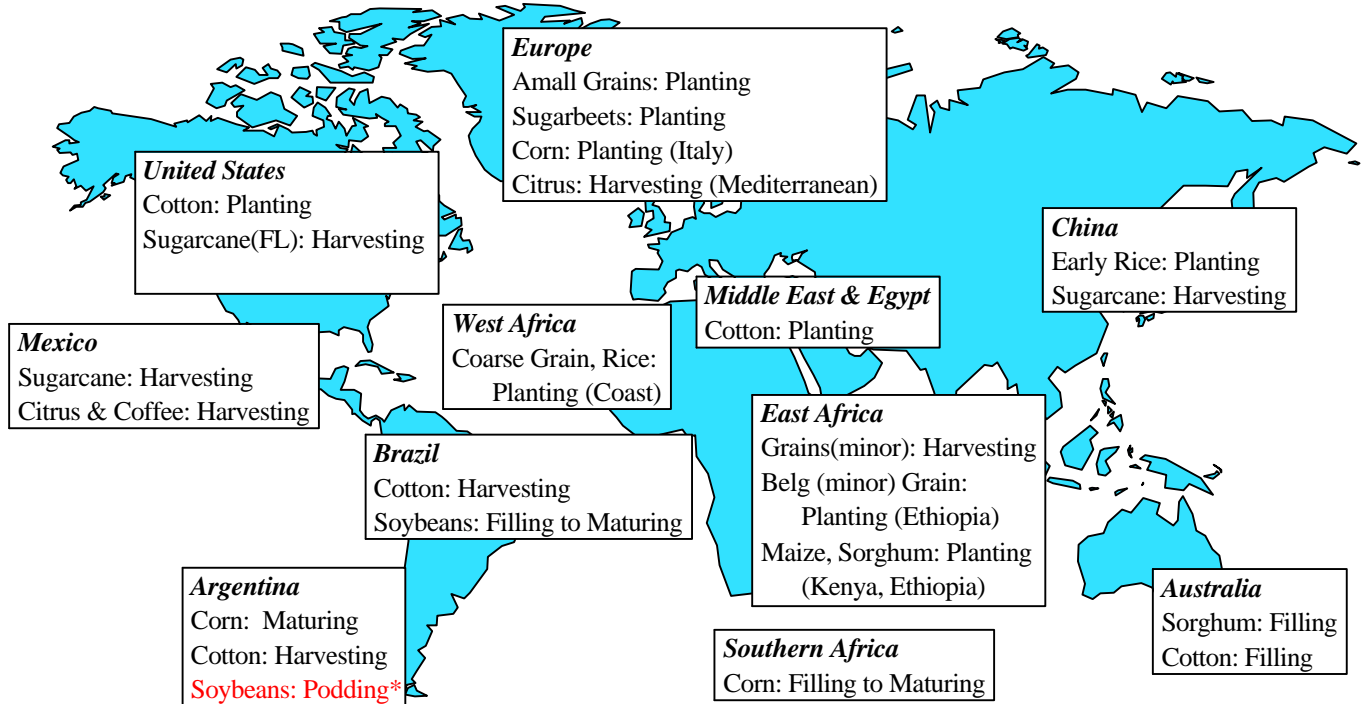 Europe
Amall Grains: Planting
Sugarbeets: Planting
Corn: Planting (Italy)
Citrus: Harvesting (Mediterranean)
United States
Cotton: Planting
Sugarcane(FL): Harvesting
China
Early Rice: Planting
Sugarcane: Harvesting
Middle East & Egypt
Cotton: Planting
West Africa
Coarse Grain, Rice:
Planting (Coast)
Mexico
Sugarcane: Harvesting
Citrus & Coffee: Harvesting
East Africa
Grains(minor): Harvesting
Belg (minor) Grain:
Planting (Ethiopia)
Maize, Sorghum: Planting
(Kenya, Ethiopia)
Brazil
Cotton: Harvesting
Soybeans: Filling to Maturing
Argentina
Corn: Maturing
Cotton: Harvesting
Soybeans: Podding*
Southern Africa
Corn: Filling to Maturing
Australia
Sorghum: Filling
Cotton: Filling